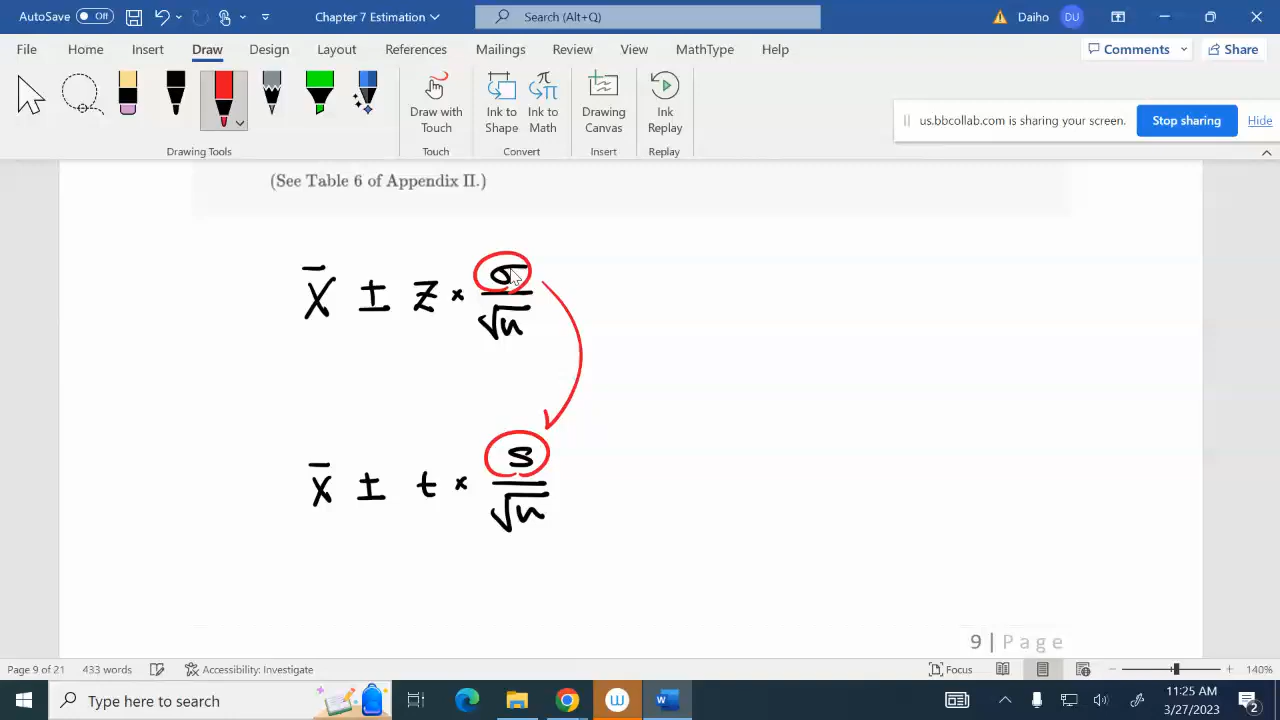 AutoSave Off Chapter 7 Estimation Search (Alt+Q) Daiho DU
File Home Insert Draw Design Layout References Mailings Review View MathType Help Comments Share
Draw with Touch Ink to Shape Ink to Math Drawing Canvas Ink Replay
us.bbcollab.com is sharing your screen. Stop sharing Hide
Drawing Tools Touch Convert Insert Replay
(See Table 6 of Appendix II.)
x̄ ± z × σ/√n
x̄ ± t × s/√n
9 | Page
Page 9 of 21 433 words Accessibility: Investigate Focus 140%
Type here to search W 11:25 AM
3/27/2023 2